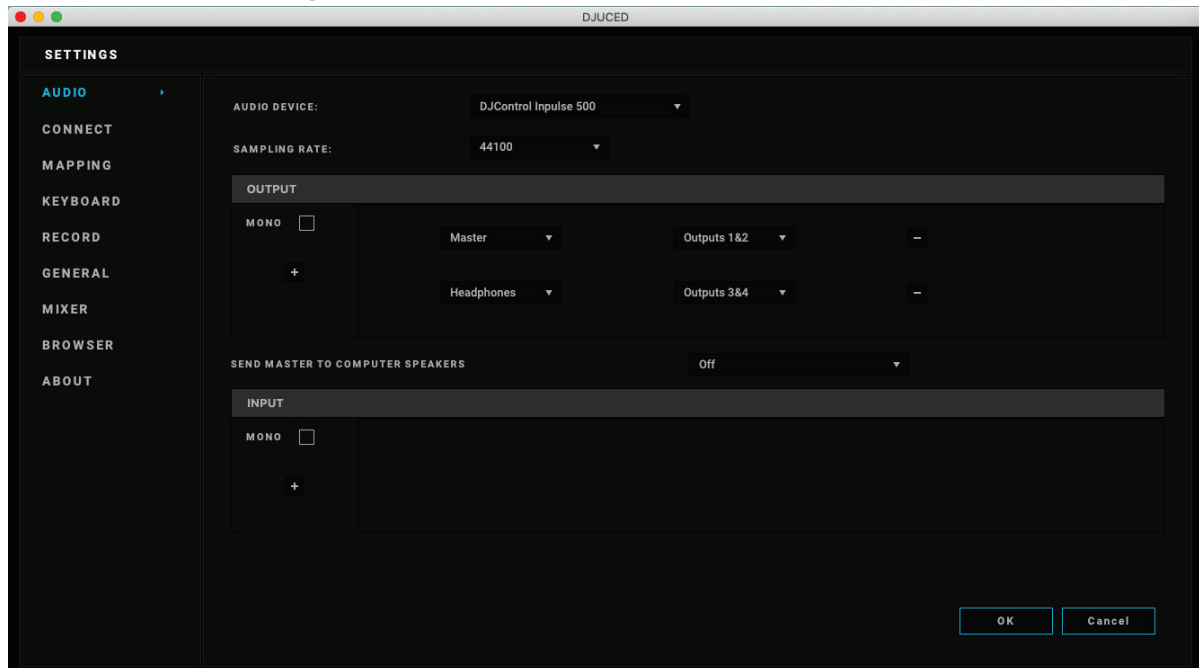 DJUCED
SETTINGS
AUDIO
CONNECT
MAPPING
KEYBOARD
RECORD
GENERAL
MIXER
BROWSER
ABOUT
AUDIO DEVICE: DJControl Inpulse 500
SAMPLING RATE: 44100
OUTPUT
MONO
+
Master Outputs 1&2 –
Headphones Outputs 3&4 –
SEND MASTER TO COMPUTER SPEAKERS Off
INPUT
MONO
+
OK Cancel